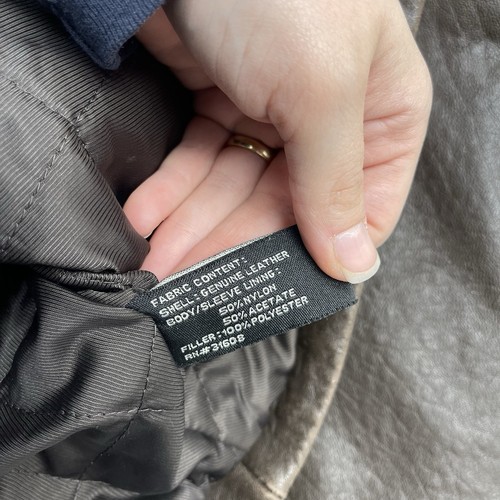 FABRIC CONTENT:
SHELL: GENUINE LEATHER
BODY/SLEEVE LINING:
50% NYLON
50% ACETATE
FILLER: 100% POLYESTER
RN# 31608